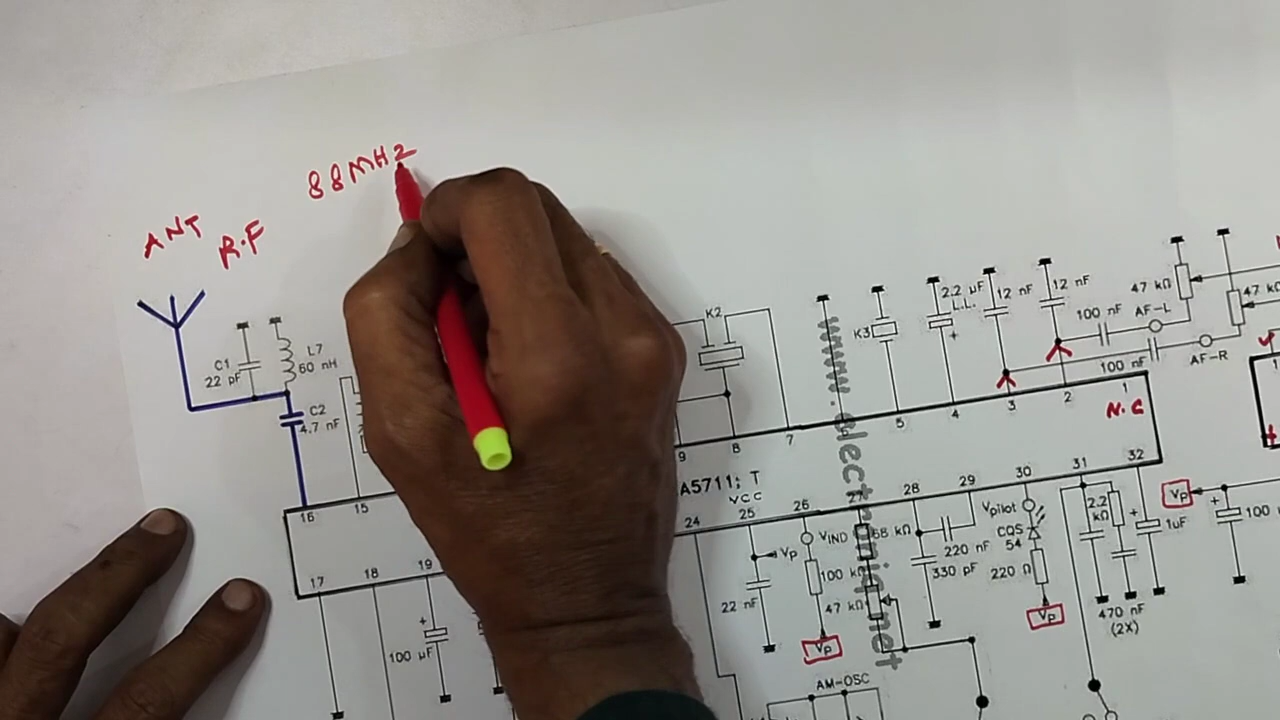 88MHz
ANT
R.F
C1
22 pF
L7
60 nH
C2
4.7 nF
K2
K3
2.2 µF
L.L.
+
12 nF
12 nF
100 nF
AF-L
47 kΩ
47 kΩ
100 nF
AF-R
16
15
9
8
7
5
4
3
2
1
N.C
A5711; T
VCC
17
18
19
24
25
26
27
28
29
30
31
32
+
100 µF
Vp
22 nF
VIND
100 kΩ
47 kΩ
Vp
68 kΩ
220 nF
330 pF
Vpilot
CQS
54
220 Ω
Vp
2.2
kΩ
470 nF
(2X)
+
1uF
Vp
+
100
AM-OSC